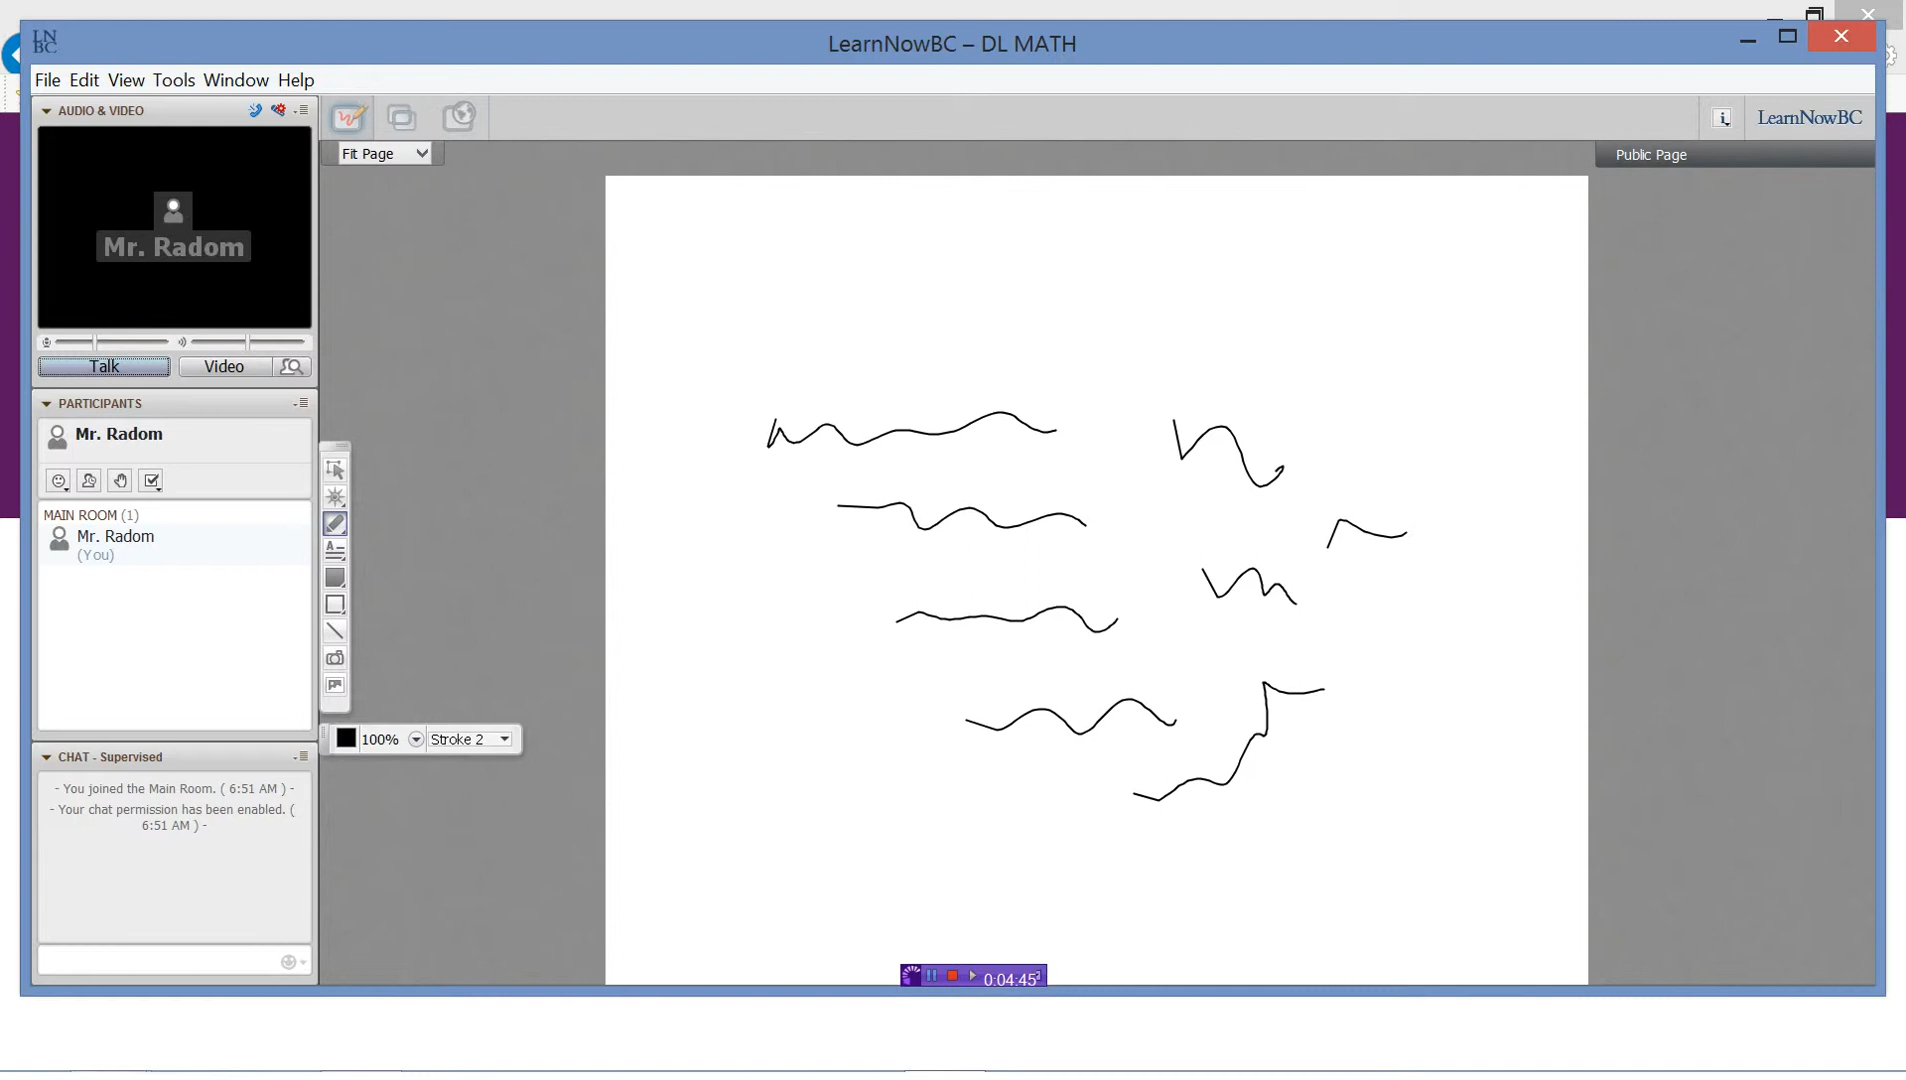 LN
BC
LearnNowBC – DL MATH
File Edit View Tools Window Help
AUDIO & VIDEO
LearnNowBC
Fit Page
Public Page
Mr. Radom
Talk
Video
PARTICIPANTS
Mr. Radom
MAIN ROOM (1)
Mr. Radom
(You)
100%
Stroke 2
CHAT - Supervised
- You joined the Main Room. ( 6:51 AM ) -
- Your chat permission has been enabled. (
6:51 AM ) -
0:04:45